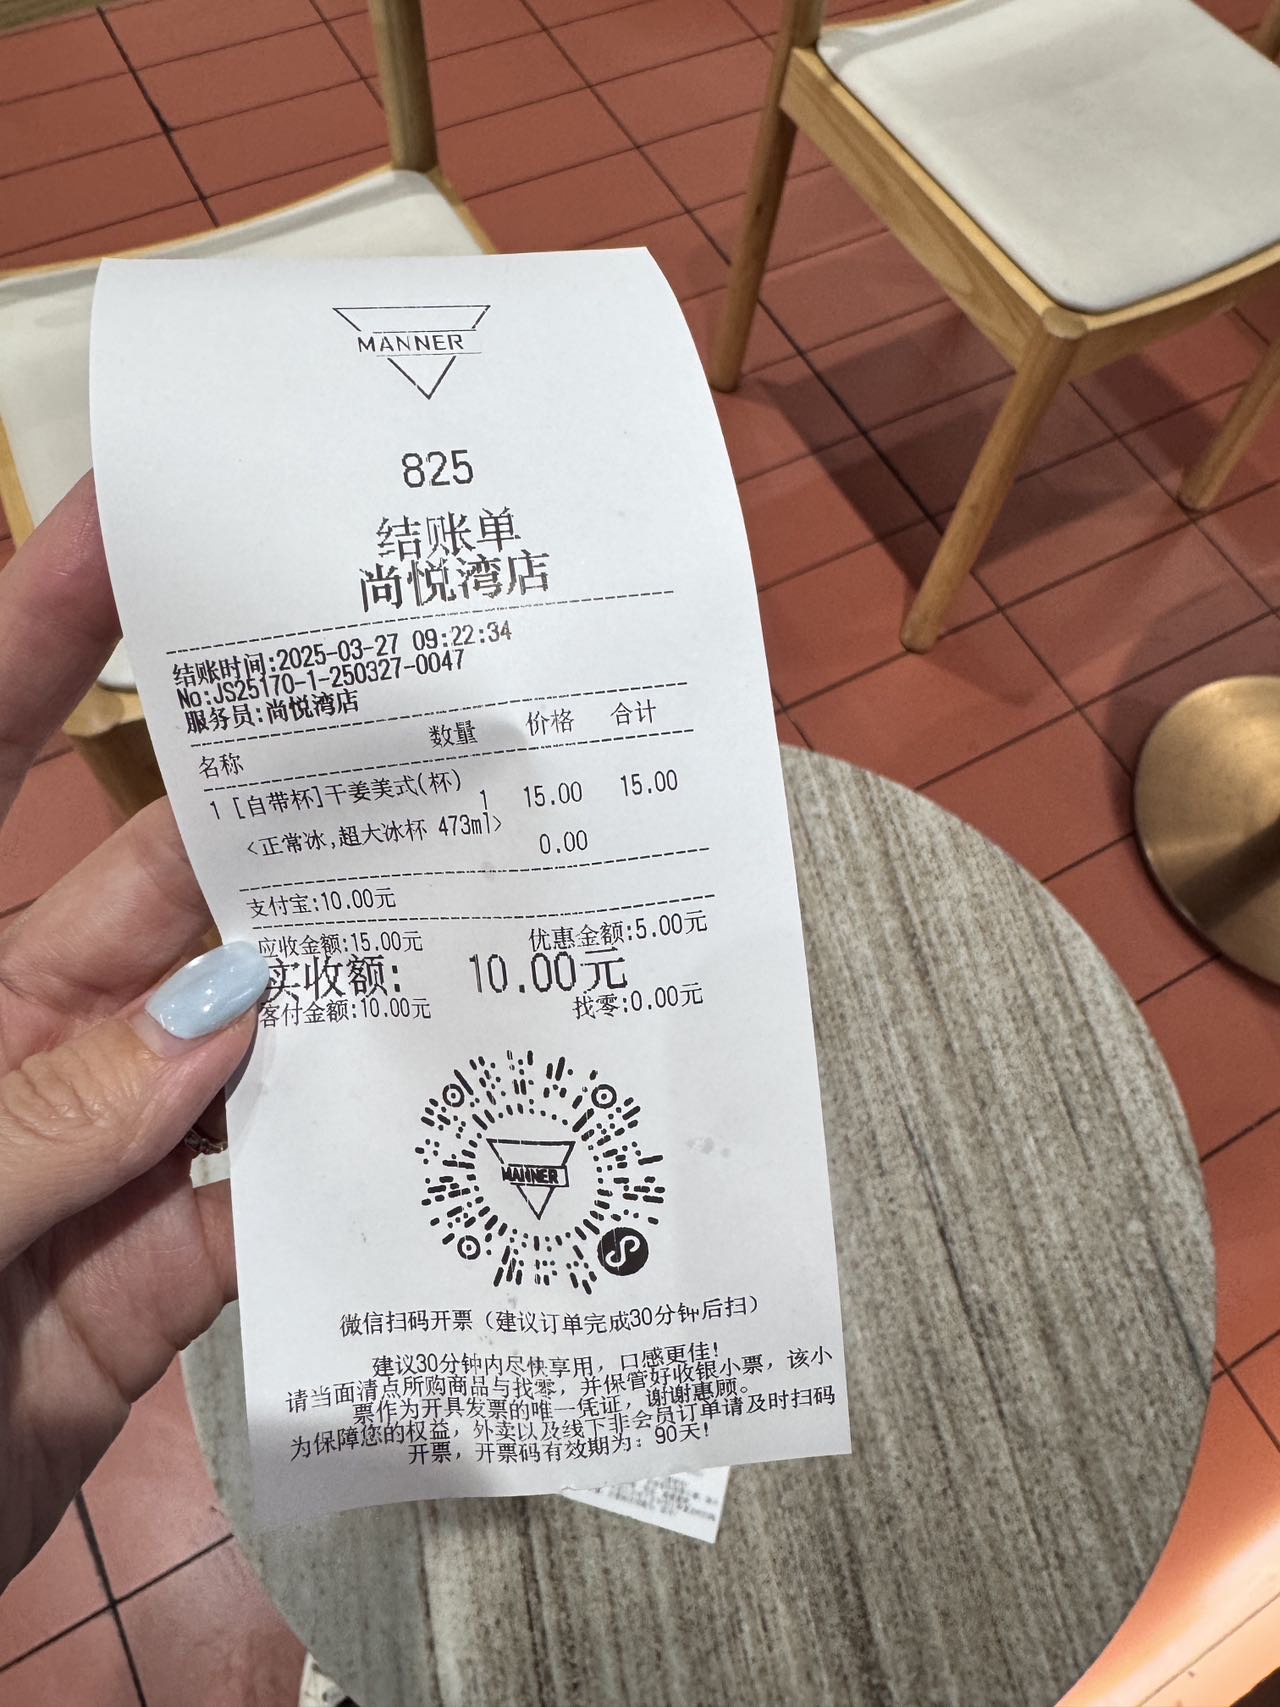 MANNER
825
结账单
尚悦湾店
结账时间:2025-03-27 09:22:34
No:JS25170-1-250327-0047
服务员:尚悦湾店
名称 数量 价格 合计
1 [自带杯]干姜美式(杯) 1 15.00 15.00
<正常冰,超大冰杯 473ml> 0.00
支付宝:10.00元
应收金额:15.00元 优惠金额:5.00元
实收额: 10.00元
客付金额:10.00元 找零:0.00元
MANNER
微信扫码开票（建议订单完成30分钟后扫）
建议30分钟内尽快享用，口感更佳!
请当面清点所购商品与找零，并保管好收银小票，该小
票作为开具发票的唯一凭证，谢谢惠顾。
为保障您的权益，外卖以及线下非会员订单请及时扫码
开票，开票码有效期为：90天!